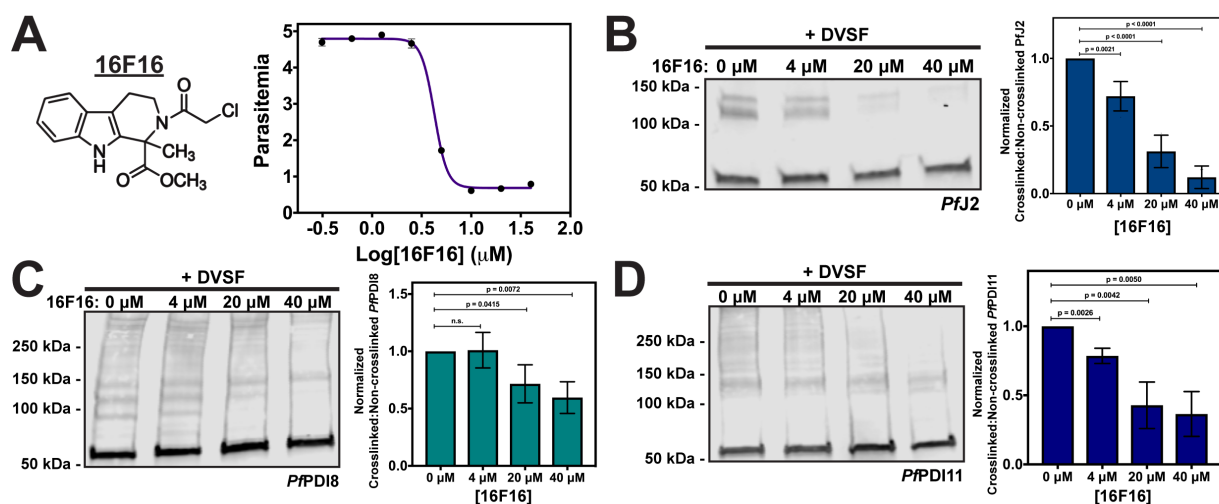 A
16F16
N
O
Cl
N
H
CH3
O
OCH3
Parasitemia
5
4
3
2
1
0
-0.5 0.0 0.5 1.0 1.5 2.0
Log[16F16] (μM)
B
+ DVSF
16F16: 0 μM 4 μM 20 μM 40 μM
150 kDa -
100 kDa -
50 kDa -
PfJ2
Normalized
Crosslinked:Non-crosslinked PfJ2
p < 0.0001
p < 0.0001
p = 0.0021
1.0
0.5
0.0
0 μM 4 μM 20 μM 40 μM
[16F16]
C
+ DVSF
16F16: 0 μM 4 μM 20 μM 40 μM
250 kDa -
150 kDa -
100 kDa -
50 kDa -
PfPDI8
Normalized
Crosslinked:Non-crosslinked PfPDI8
p = 0.0072
p = 0.0415
n.s.
1.5
1.0
0.5
0.0
0 μM 4 μM 20 μM 40 μM
[16F16]
D
+ DVSF
16F16: 0 μM 4 μM 20 μM 40 μM
250 kDa -
150 kDa -
100 kDa -
50 kDa -
PfPDI11
Normalized
Crosslinked:Non-crosslinked PfPDI11
p = 0.0050
p = 0.0042
p = 0.0026
1.0
0.5
0.0
0 μM 4 μM 20 μM 40 μM
[16F16]